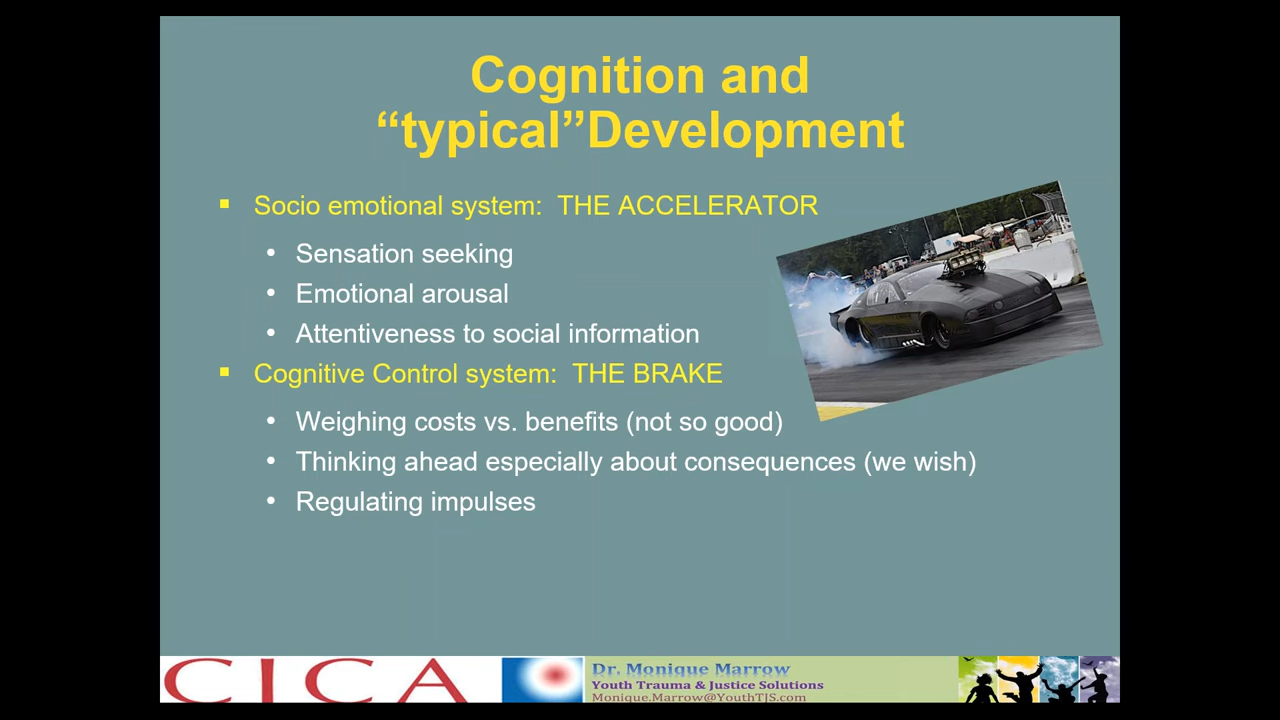 Cognition and
“typical”Development
Socio emotional system:  THE ACCELERATOR
Sensation seeking
Emotional arousal
Attentiveness to social information
Cognitive Control system:  THE BRAKE
Weighing costs vs. benefits (not so good)
Thinking ahead especially about consequences (we wish)
Regulating impulses
CICA
Dr. Monique Marrow
Youth Trauma & Justice Solutions
Monique.Marrow@YouthTJS.com